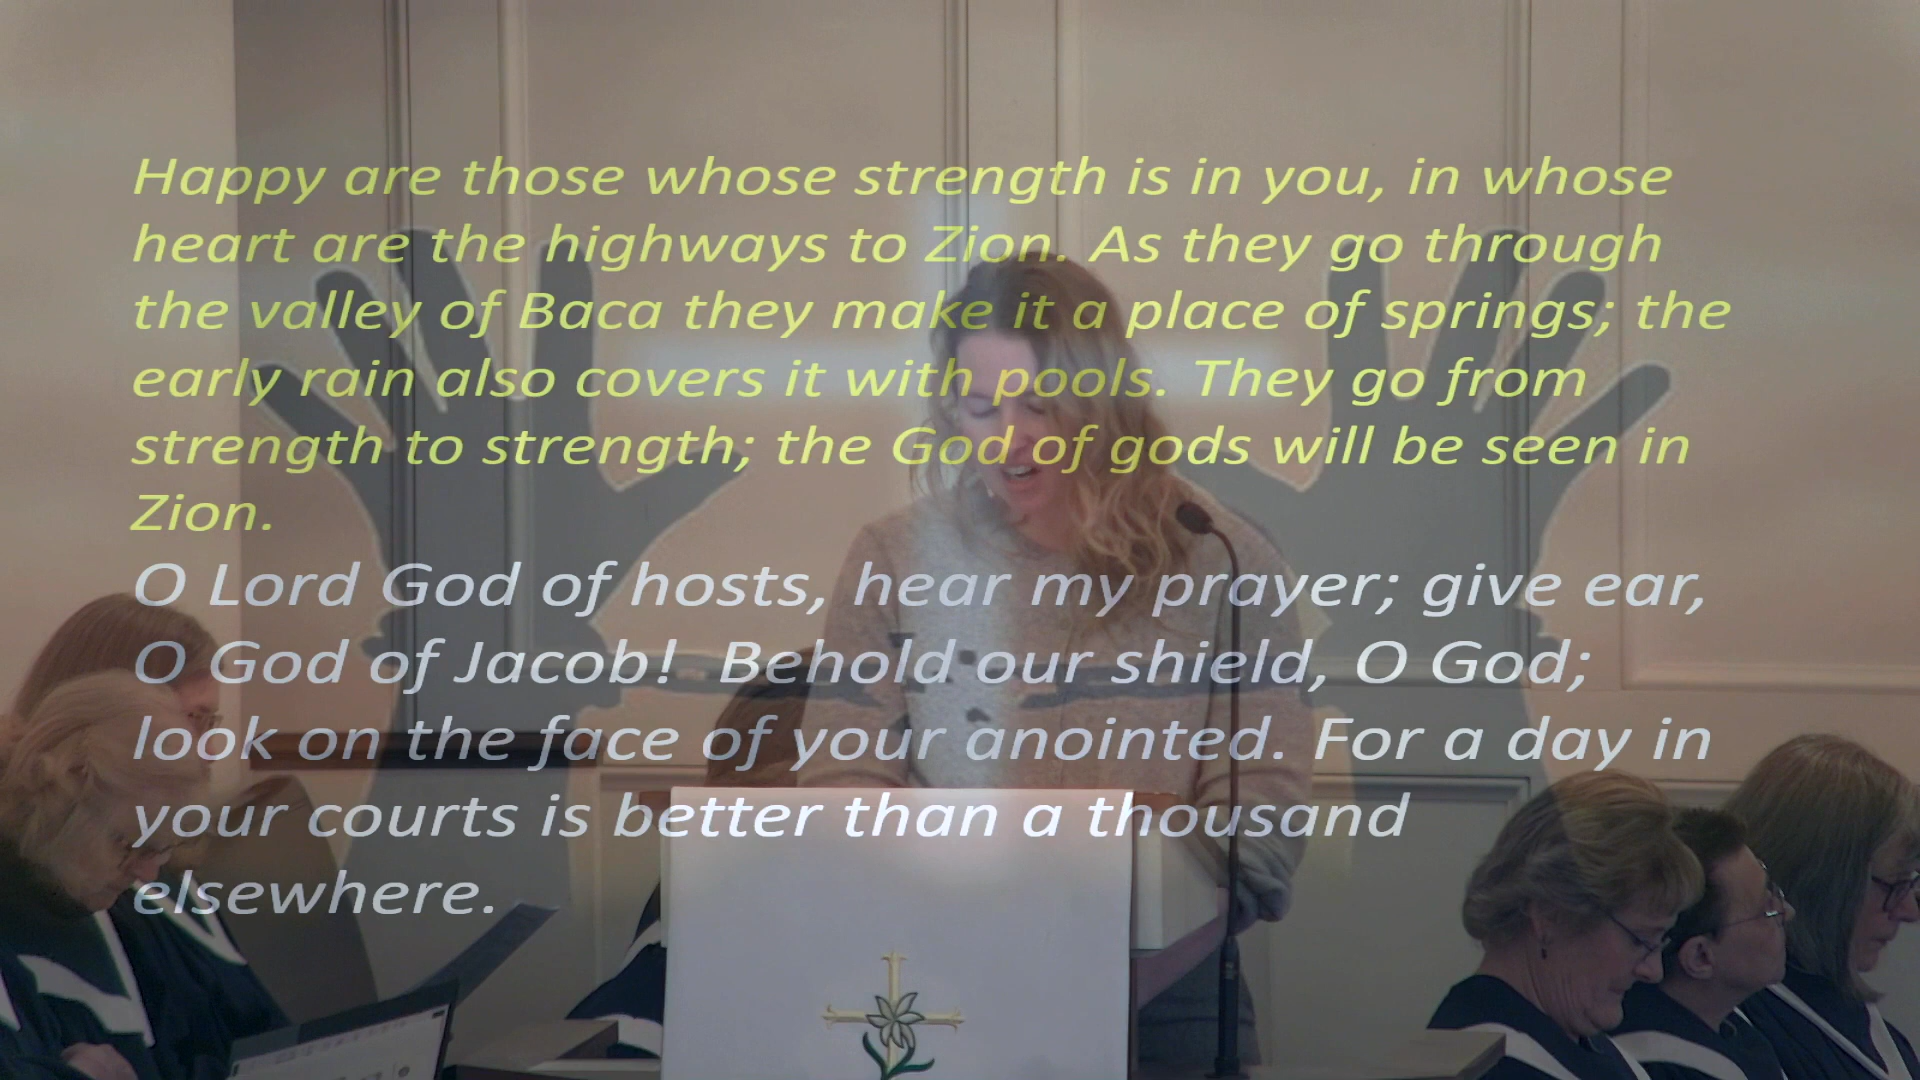 Happy are those whose strength is in you, in whose
heart are the highways to Zion. As they go through
the valley of Baca they make it a place of springs; the
early rain also covers it with pools. They go from
strength to strength; the God of gods will be seen in
Zion.
O Lord God of hosts, hear my prayer; give ear,
O God of Jacob!  Behold our shield, O God;
look on the face of your anointed. For a day in
your courts is better than a thousand
elsewhere.